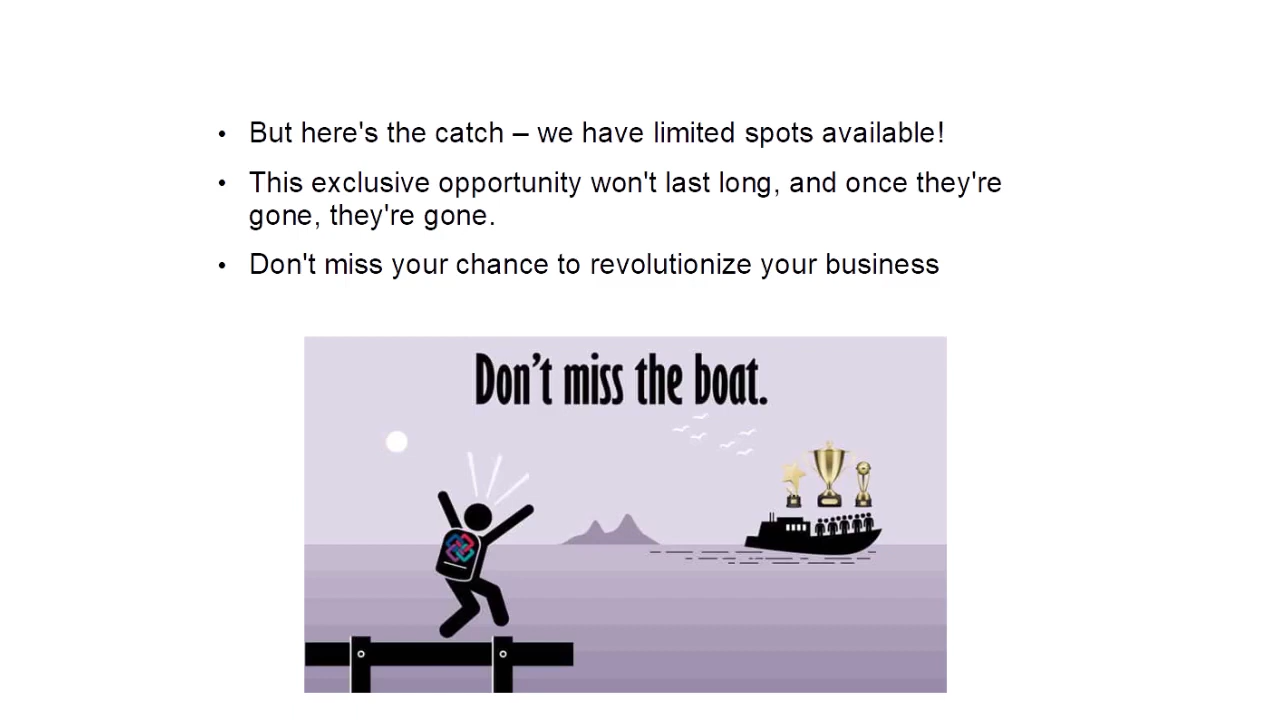 • But here's the catch – we have limited spots available!
• This exclusive opportunity won't last long, and once they're
gone, they're gone.
• Don't miss your chance to revolutionize your business
Don't miss the boat.